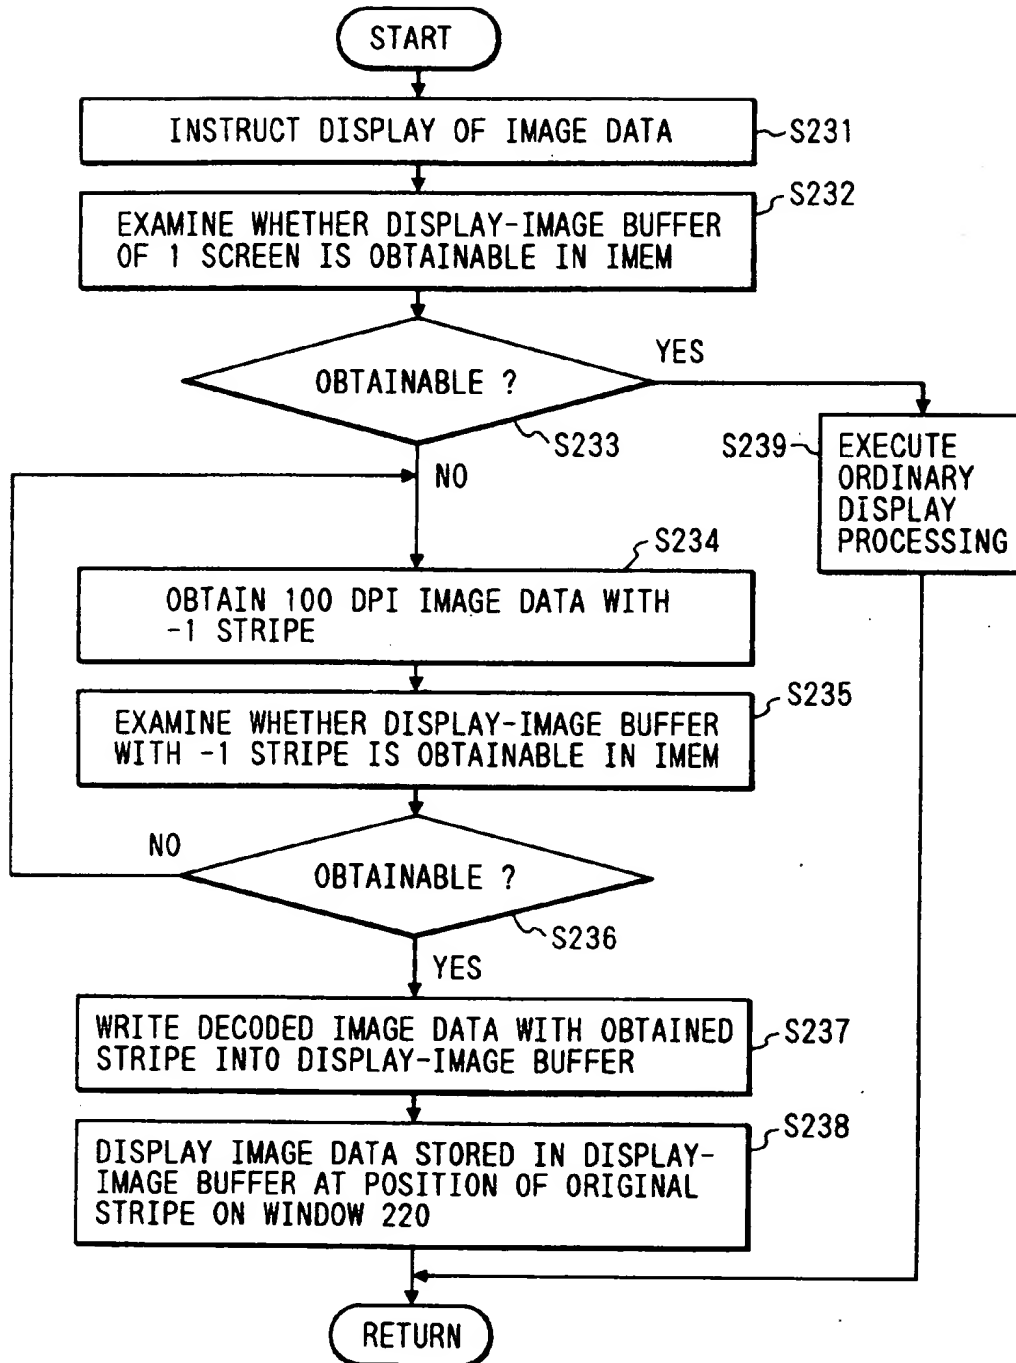 START
INSTRUCT DISPLAY OF IMAGE DATA
S231
S232
EXAMINE WHETHER DISPLAY-IMAGE BUFFER
OF 1 SCREEN IS OBTAINABLE IN IMEM
YES
OBTAINABLE ?
S233
NO
S239
EXECUTE
ORDINARY
DISPLAY
PROCESSING
S234
OBTAIN 100 DPI IMAGE DATA WITH
-1 STRIPE
S235
EXAMINE WHETHER DISPLAY-IMAGE BUFFER
WITH -1 STRIPE IS OBTAINABLE IN IMEM
NO
OBTAINABLE ?
S236
YES
WRITE DECODED IMAGE DATA WITH OBTAINED
STRIPE INTO DISPLAY-IMAGE BUFFER
S237
S238
DISPLAY IMAGE DATA STORED IN DISPLAY-
IMAGE BUFFER AT POSITION OF ORIGINAL
STRIPE ON WINDOW 220
RETURN